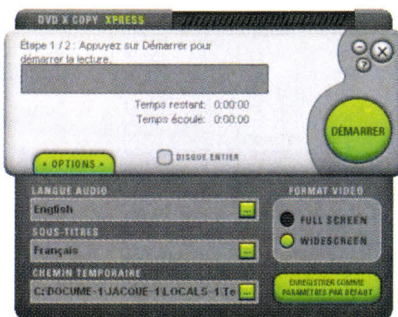 DVD X COPY XPRESS
Étape 1 / 2 : Appuyez sur Démarrer pour
démarrer la lecture.
Temps restant: 0:00:00
Temps écoulé: 0:00:00
DÉMARRER
OPTIONS
DISQUE ENTIER
LANGUE AUDIO
English
SOUS-TITRES
Français
CHEMIN TEMPORAIRE
C:\DOCUME~1\JACQUE~1\LOCALS~1\Te
FORMAT VIDEO
FULL SCREEN
WIDESCREEN
ENREGISTRER COMME
PARAMÈTRES PAR DÉFAUT